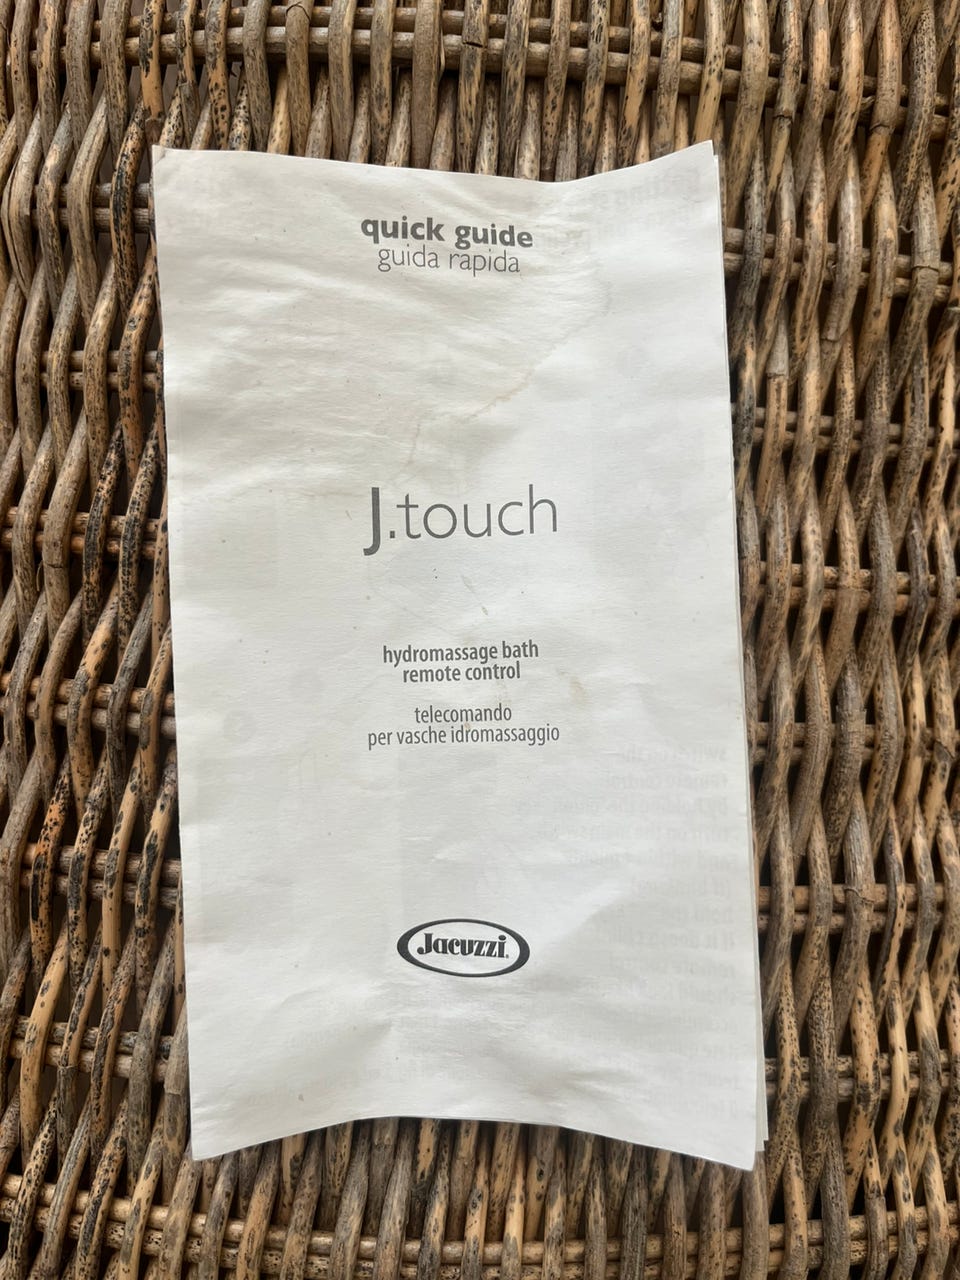 quick guide
guida rapida
J.touch
hydromassage bath
remote control
telecomando
per vasche idromassaggio
Jacuzzi